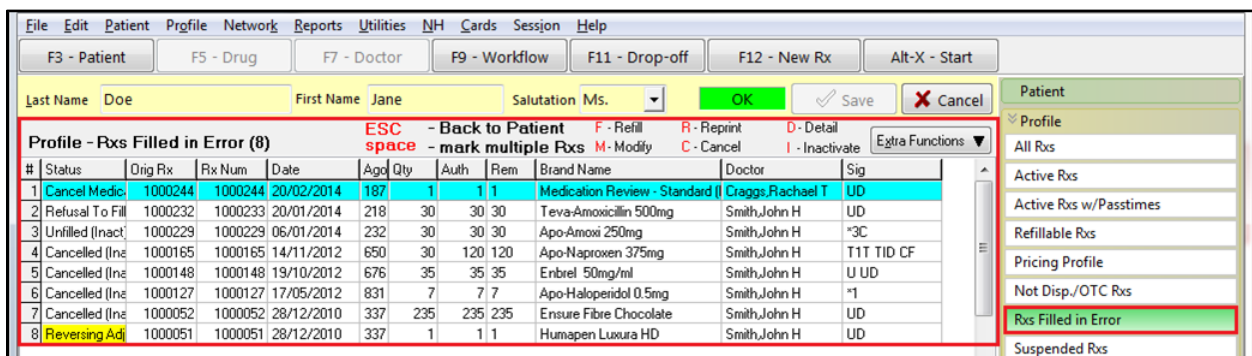 File Edit Patient Profile Network Reports Utilities NH Cards Session Help
F3 - Patient F5 - Drug F7 - Doctor F9 - Workflow F11 - Drop-off F12 - New Rx Alt-X - Start
Last Name Doe First Name Jane Salutation Ms. OK Save Cancel
Profile - Rxs Filled in Error (8)
ESC - Back to Patient F - Refill R - Reprint D - Detail
space - mark multiple Rxs M - Modify C - Cancel I - Inactivate
Extra Functions
# Status Orig Rx Rx Num Date Ago Qty Auth Rem Brand Name Doctor Sig
1 Cancel Medic 1000244 1000244 20/02/2014 187 1 1 1 Medication Review - Standard ( Craggs,Rachael T UD
2 Refusal To Fill 1000232 1000233 20/01/2014 218 30 30 30 Teva-Amoxicillin 500mg Smith,John H UD
3 Unfilled (Inact) 1000229 1000229 06/01/2014 232 30 30 30 Apo-Amoxi 250mg Smith,John H *3C
4 Cancelled (Ina 1000165 1000165 14/11/2012 650 30 120 120 Apo-Naproxen 375mg Smith,John H T1T TID CF
5 Cancelled (Ina 1000148 1000148 19/10/2012 676 35 35 35 Enbrel 50mg/ml Smith,John H U UD
6 Cancelled (Ina 1000127 1000127 17/05/2012 831 7 7 7 Apo-Haloperidol 0.5mg Smith,John H *1
7 Cancelled (Ina 1000052 1000052 28/12/2010 337 235 235 235 Ensure Fibre Chocolate Smith,John H UD
8 Reversing Adj 1000051 1000051 28/12/2010 337 1 1 1 Humapen Luxura HD Smith,John H UD
Patient
Profile
All Rxs
Active Rxs
Active Rxs w/Passtimes
Refillable Rxs
Pricing Profile
Not Disp./OTC Rxs
Rxs Filled in Error
Suspended Rxs